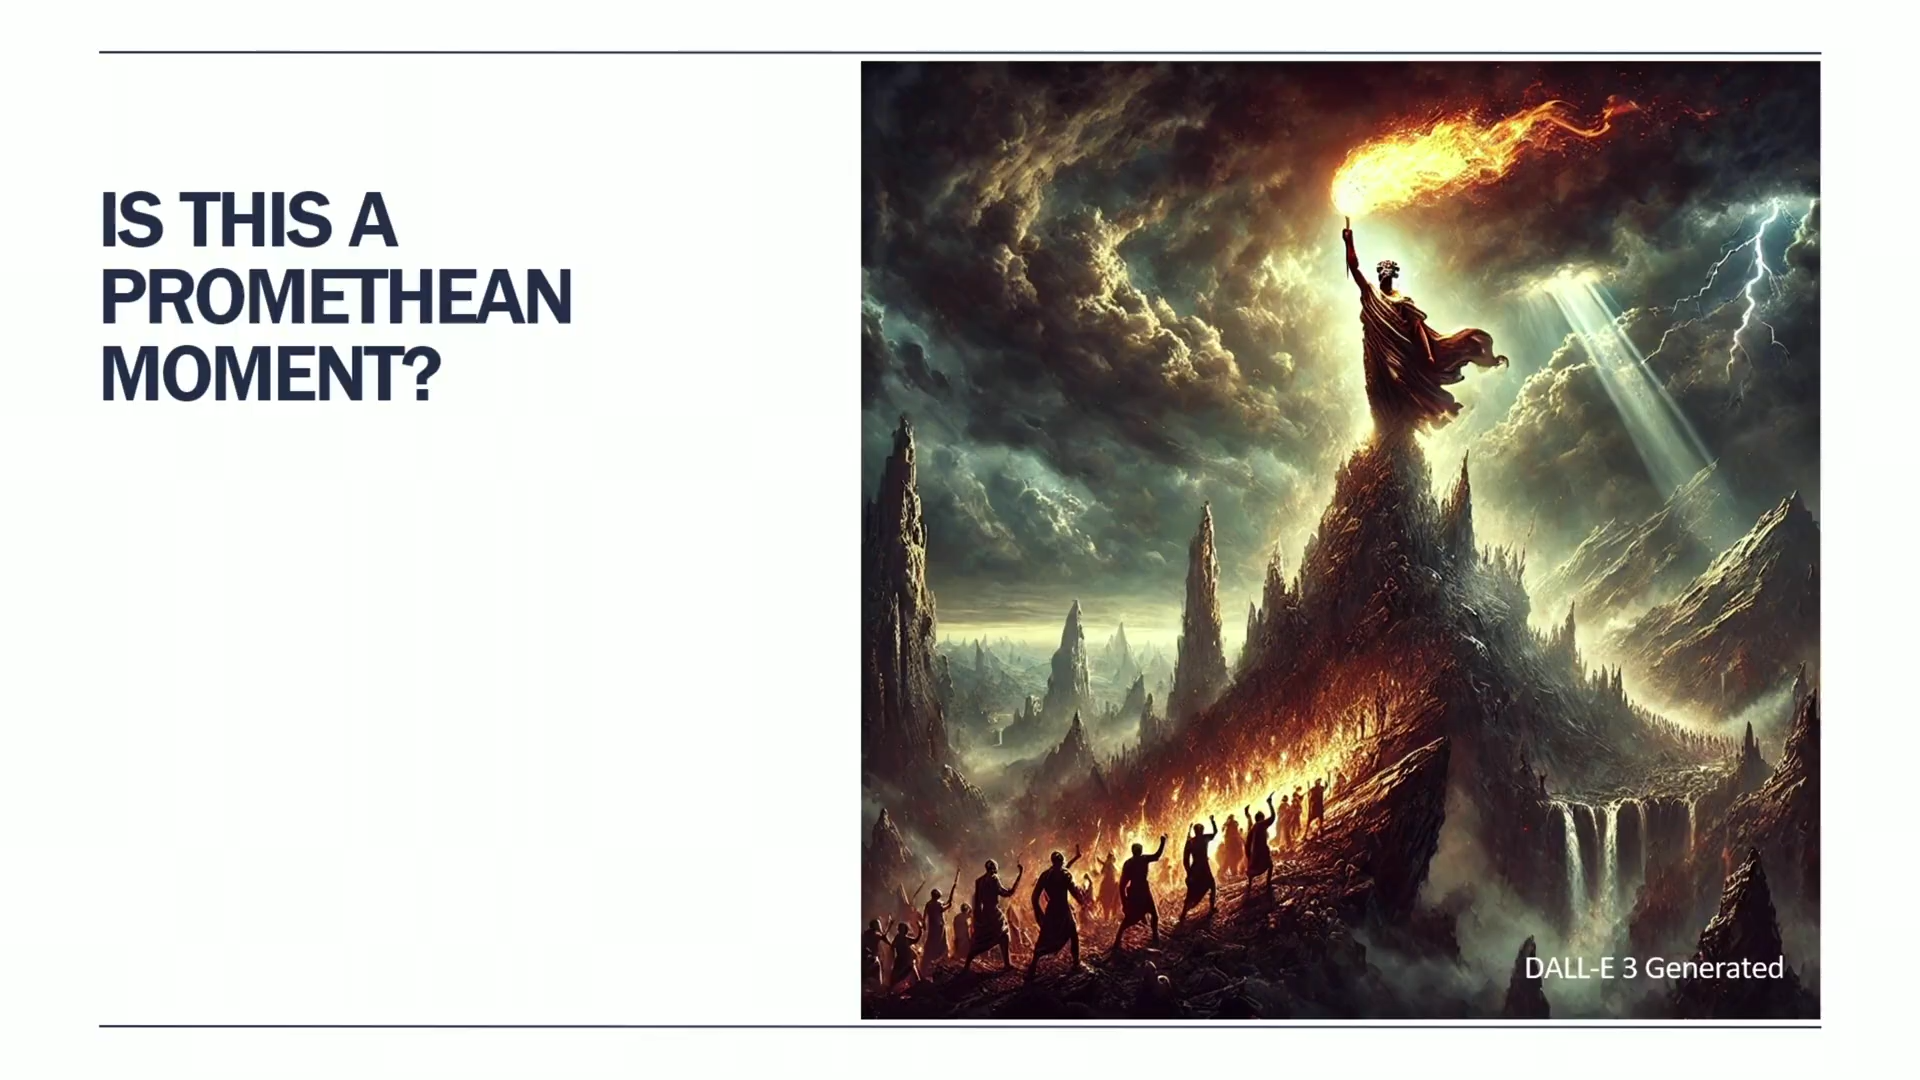 IS THIS A
PROMETHEAN
MOMENT?
DALL-E 3 Generated